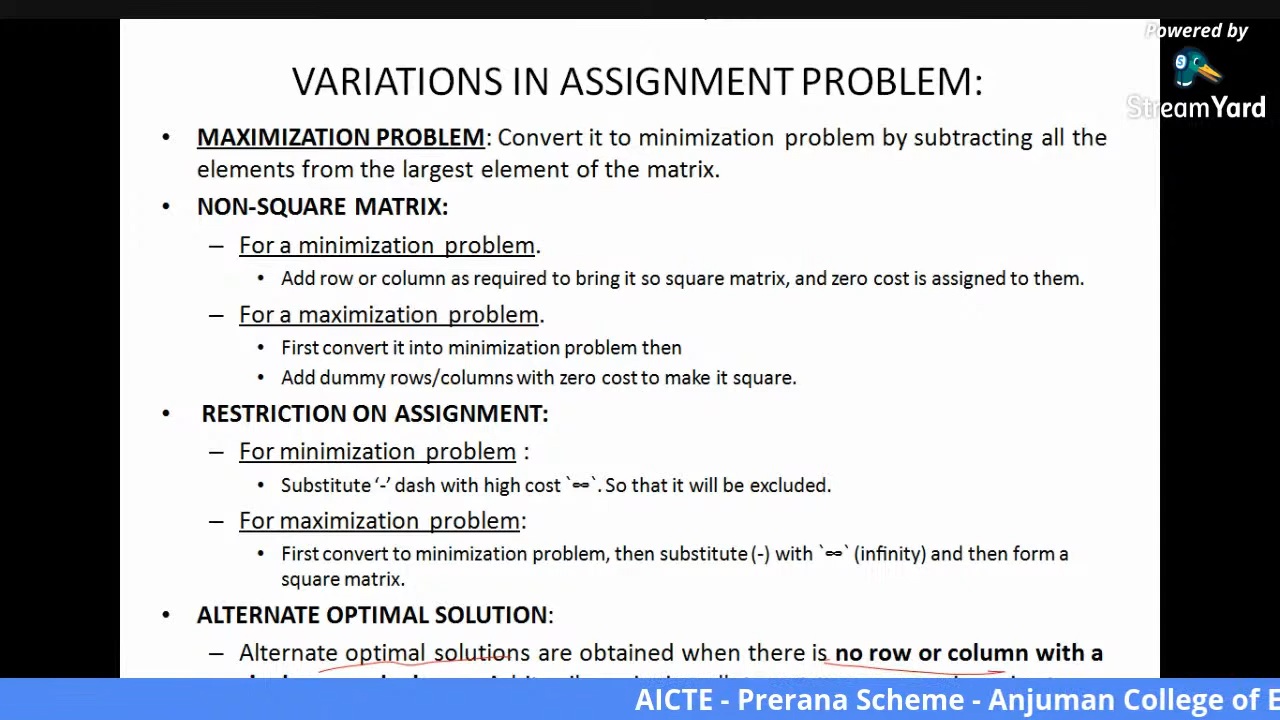 Powered by
StreamYard
VARIATIONS IN ASSIGNMENT PROBLEM:
• MAXIMIZATION PROBLEM: Convert it to minimization problem by subtracting all the
elements from the largest element of the matrix.
• NON-SQUARE MATRIX:
– For a minimization problem.
• Add row or column as required to bring it so square matrix, and zero cost is assigned to them.
– For a maximization problem.
• First convert it into minimization problem then
• Add dummy rows/columns with zero cost to make it square.
• RESTRICTION ON ASSIGNMENT:
– For minimization problem :
• Substitute ‘-’ dash with high cost `∞`. So that it will be excluded.
– For maximization problem:
• First convert to minimization problem, then substitute (-) with `∞` (infinity) and then form a
square matrix.
• ALTERNATE OPTIMAL SOLUTION:
– Alternate optimal solutions are obtained when there is no row or column with a
AICTE - Prerana Scheme - Anjuman College of E